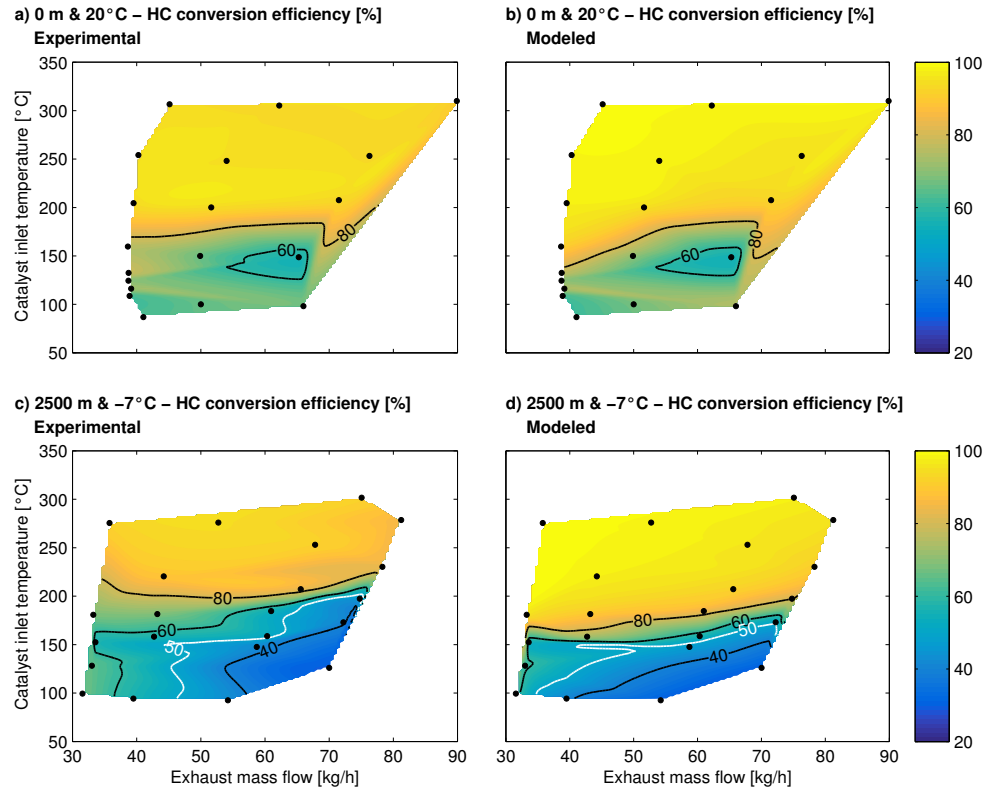 a) 0 m & 20°C − HC conversion efficiency [%]
Experimental
b) 0 m & 20°C − HC conversion efficiency [%]
Modeled
350
300
250
200
150
100
50
Catalyst inlet temperature [°C]
80
60
80
60
100
80
60
40
20
c) 2500 m & −7°C − HC conversion efficiency [%]
Experimental
d) 2500 m & −7°C − HC conversion efficiency [%]
Modeled
350
300
250
200
150
100
50
Catalyst inlet temperature [°C]
80
60
50
40
80
60
50
40
100
80
60
40
20
30 40 50 60 70 80 90
Exhaust mass flow [kg/h]
30 40 50 60 70 80 90
Exhaust mass flow [kg/h]